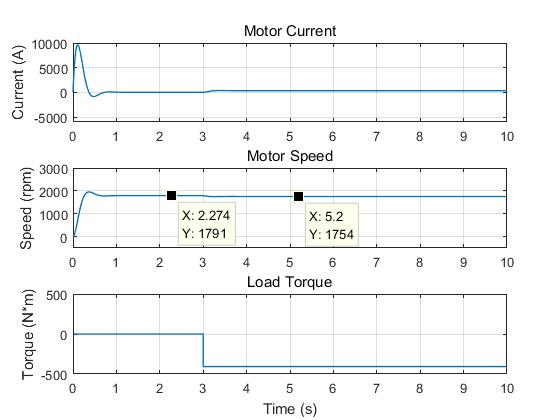 Motor Current
Current (A)
10000
5000
0
-5000
0 1 2 3 4 5 6 7 8 9 10
Motor Speed
Speed (rpm)
3000
2000
1000
0
X: 2.274
Y: 1791
X: 5.2
Y: 1754
0 1 2 3 4 5 6 7 8 9 10
Load Torque
Torque (N*m)
500
0
-500
0 1 2 3 4 5 6 7 8 9 10
Time (s)